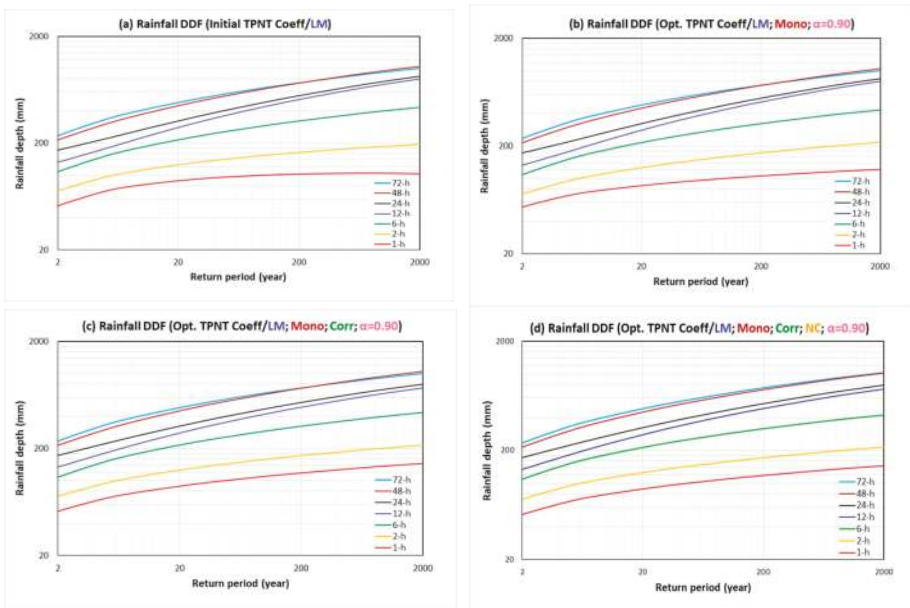 (a) Rainfall DDF (Initial TPNT Coeff/LM)
2000
200
20
Rainfall depth (mm)
72-h
48-h
24-h
12-h
6-h
2-h
1-h
2 20 200 2000
Return period (year)
(b) Rainfall DDF (Opt. TPNT Coeff/LM; Mono; α=0.90)
2000
200
20
Rainfall depth (mm)
72-h
48-h
24-h
12-h
6-h
2-h
1-h
2 20 200 2000
Return period (year)
(c) Rainfall DDF (Opt. TPNT Coeff/LM; Mono; Corr; α=0.90)
2000
200
20
Rainfall depth (mm)
72-h
48-h
24-h
12-h
6-h
2-h
1-h
2 20 200 2000
Return period (year)
(d) Rainfall DDF (Opt. TPNT Coeff/LM; Mono; Corr; NC; α=0.90)
2000
200
20
Rainfall depth (mm)
72-h
48-h
24-h
12-h
6-h
2-h
1-h
2 20 200 2000
Return period (year)